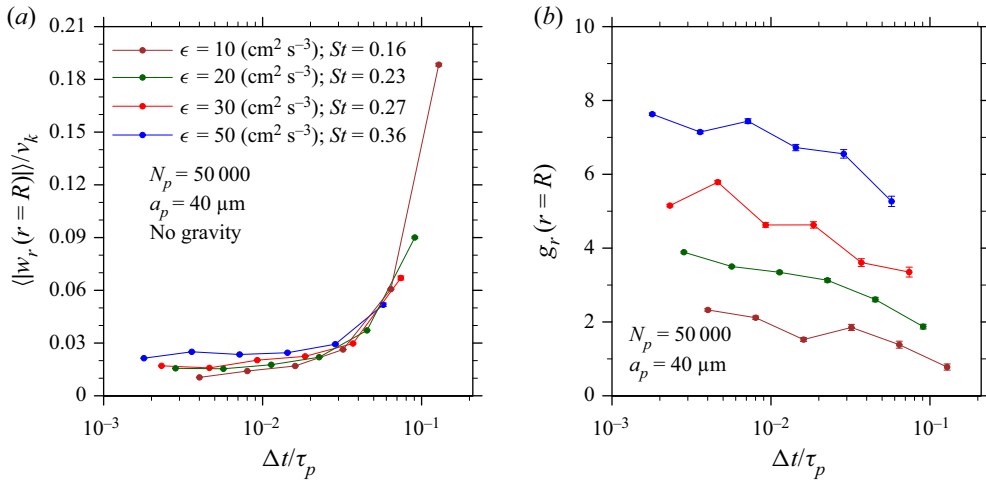 (a)
0.21
0.18
0.15
0.12
0.09
0.06
0.03
0
⟨|w_r (r = R)|⟩/v_k
ϵ = 10 (cm² s⁻³); St = 0.16
ϵ = 20 (cm² s⁻³); St = 0.23
ϵ = 30 (cm² s⁻³); St = 0.27
ϵ = 50 (cm² s⁻³); St = 0.36
N_p = 50 000
a_p = 40 µm
No gravity
10⁻³
10⁻²
10⁻¹
Δt/τ_p
(b)
10
8
6
4
2
0
g_r (r = R)
N_p = 50 000
a_p = 40 µm
10⁻³
10⁻²
10⁻¹
Δt/τ_p